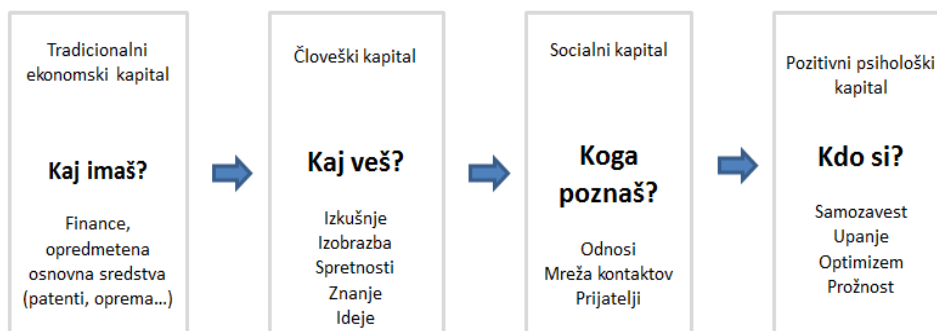 Tradicionalni
ekonomski kapital
Kaj imaš?
Finance,
opredmetena
osnovna sredstva
(patenti, oprema...)
Človeški kapital
Kaj veš?
Izkušnje
Izobrazba
Spretnosti
Znanje
Ideje
Socialni kapital
Koga
poznaš?
Odnosi
Mreža kontaktov
Prijatelji
Pozitivni psihološki
kapital
Kdo si?
Samozavest
Upanje
Optimizem
Prožnost